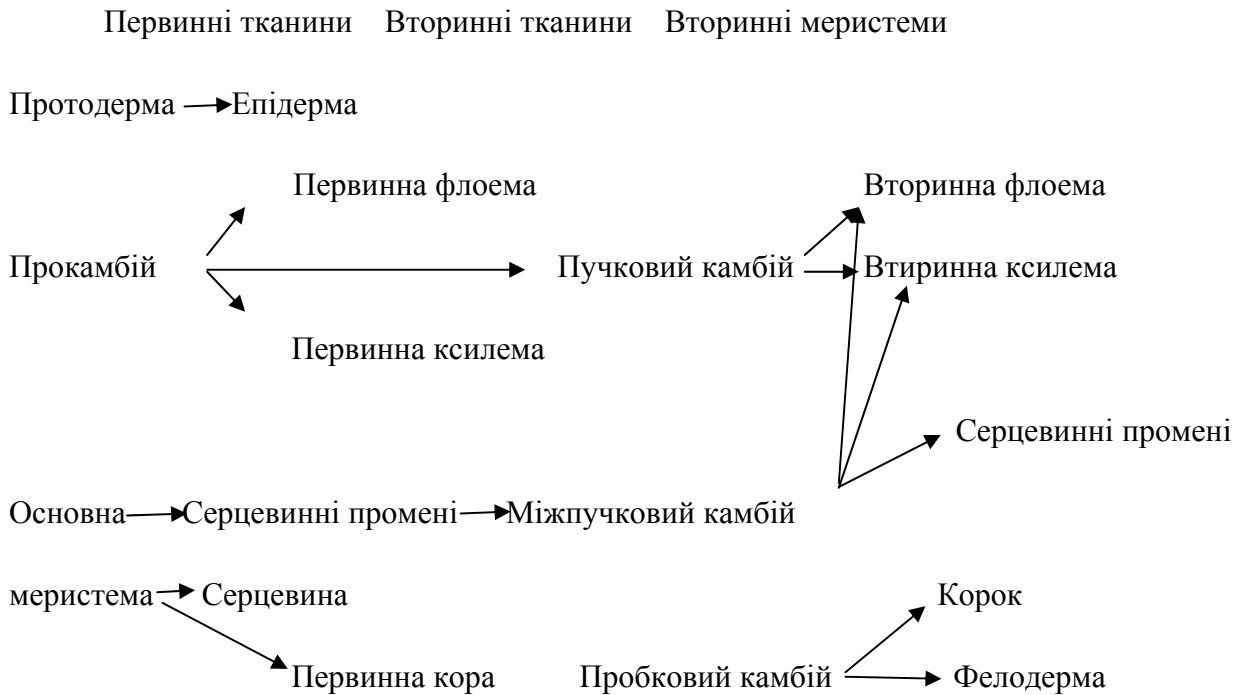 Первинні тканини Вторинні тканини Вторинні меристеми
Протодерма Епідерма
Первинна флоема Вторинна флоема
Прокамбій Пучковий камбій Втиринна ксилема
Первинна ксилема
Серцевинні промені
Основна Серцевинні промені Міжпучковий камбій
меристема Серцевина Корок
Первинна кора Пробковий камбій Фелодерма